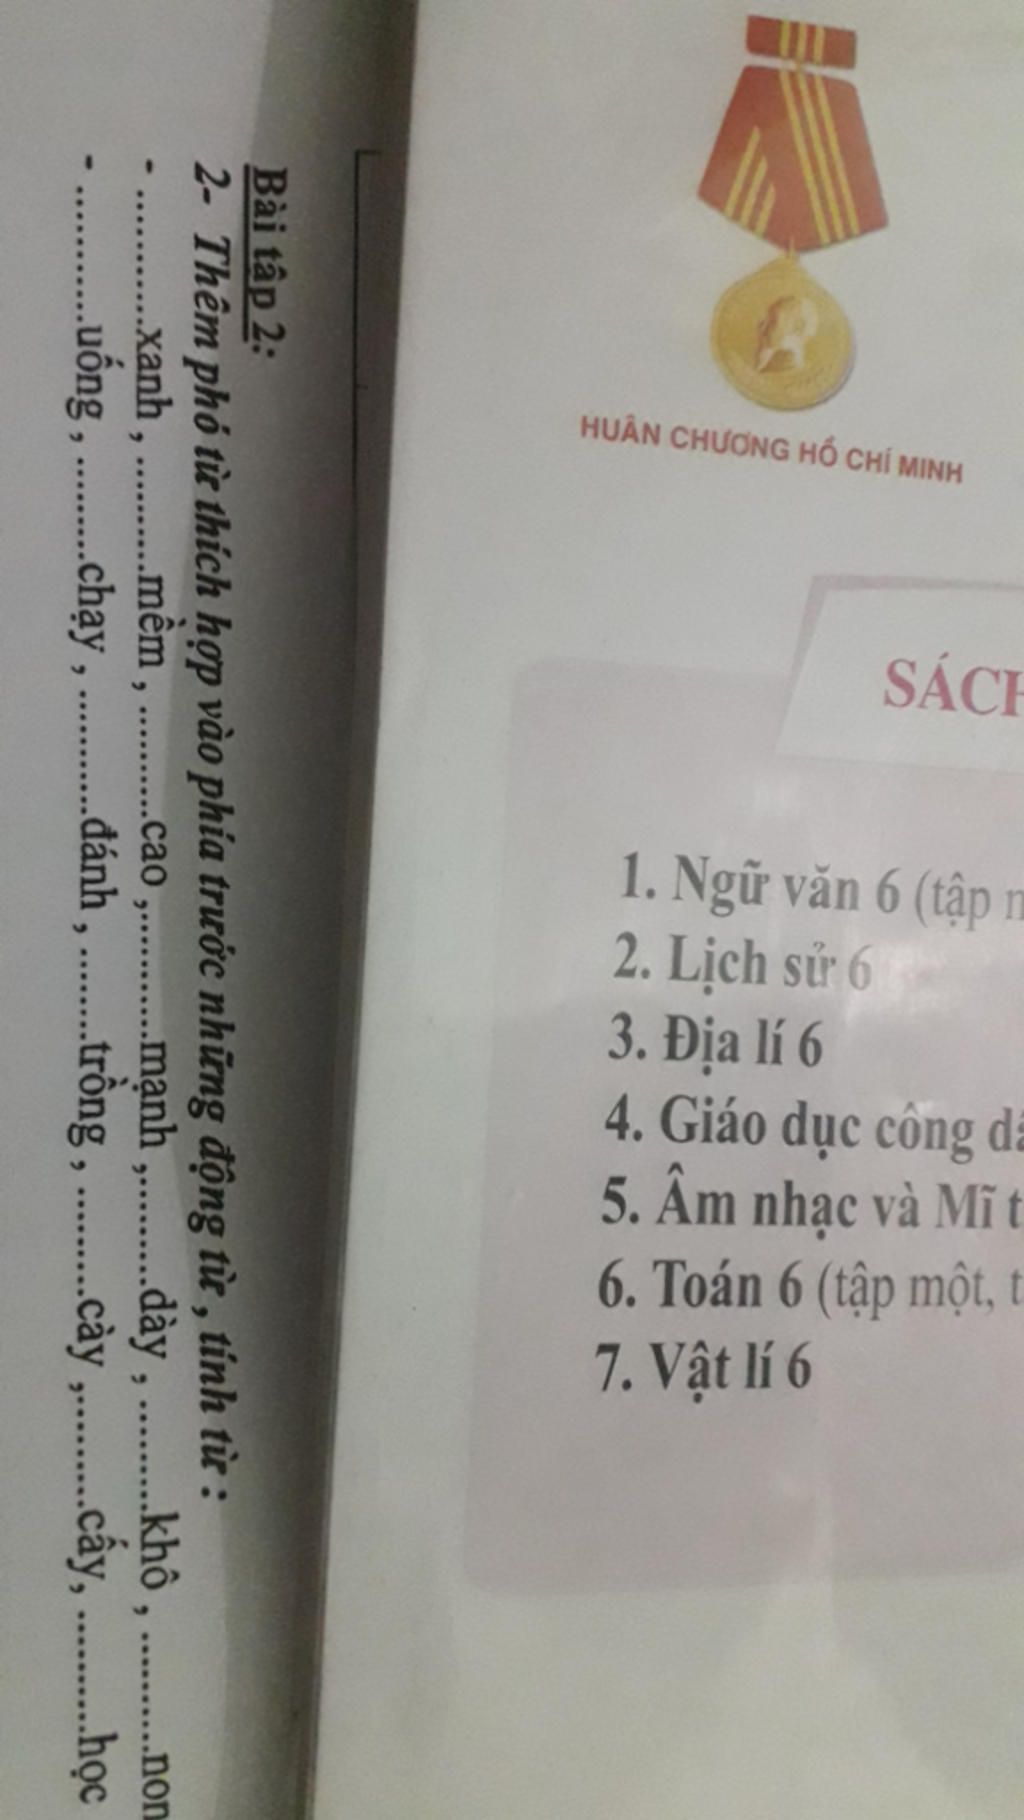 Bài tâp 2:
2- Thêm phó từ thích hợp vào phía trước những động từ , tính từ :
- ...........xanh , ..........mềm , ..........cao ,............mạnh ,..........dày , ..........khô , ..........non
- ............uống , .........chạy , ...........đánh , .........trồng , ..........cày ,..........cấy, ...........học
HUÂN CHƯƠNG HỒ CHÍ MINH
SÁCH
1. Ngữ văn 6 (tập
2. Lịch sử 6
3. Địa lí 6
4. Giáo dục công
5. Âm nhạc và Mĩ
6. Toán 6 (tập một,
7. Vật lí 6